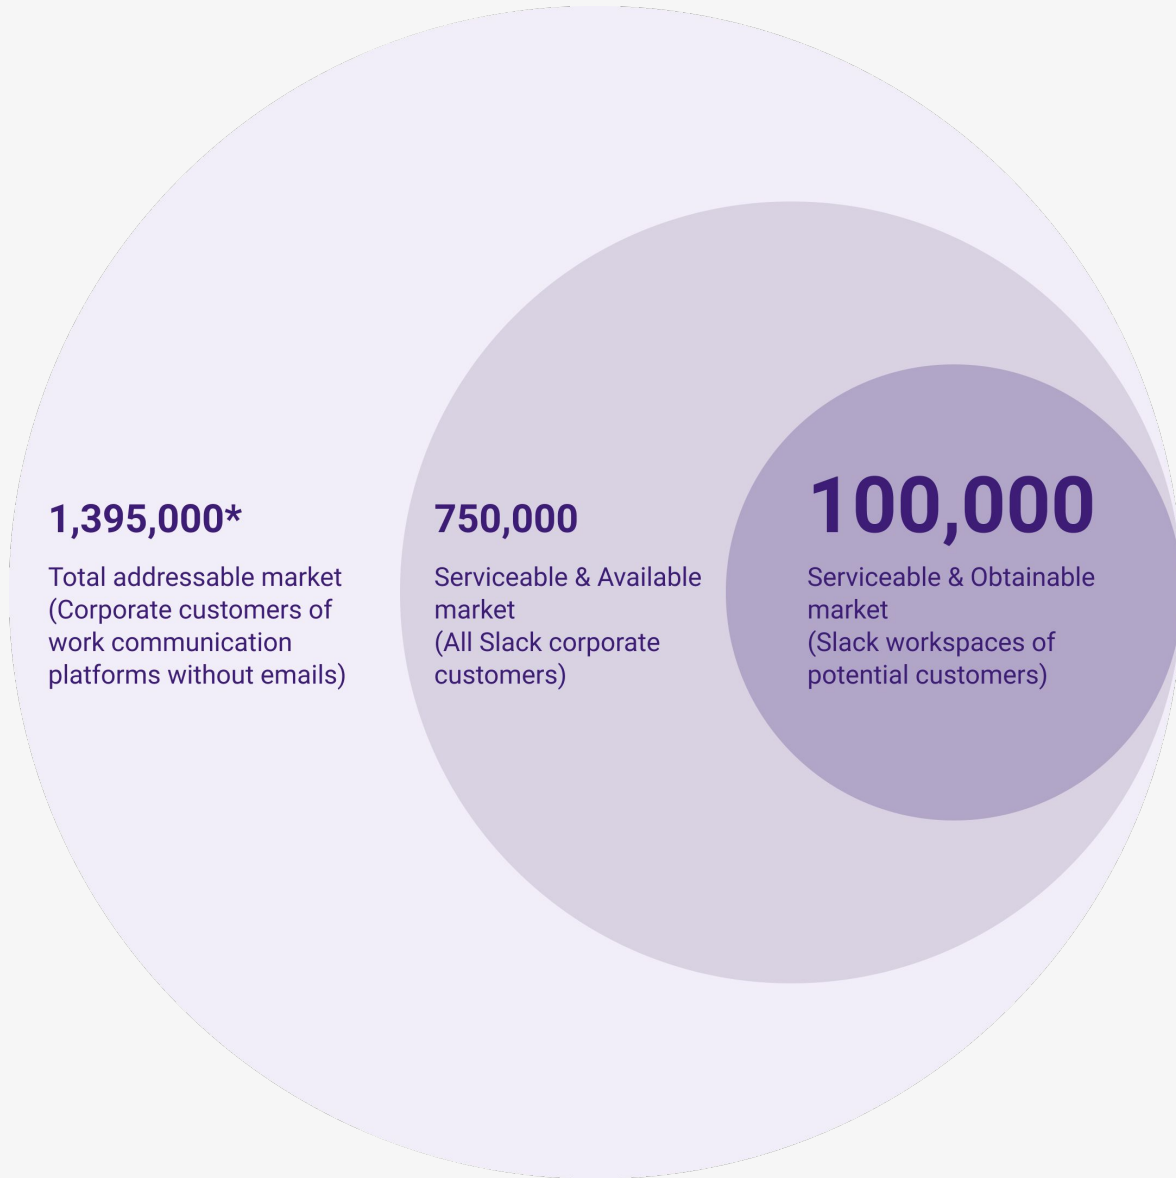 1,395,000*
Total addressable market
(Corporate customers of
work communication
platforms without emails)
750,000
Serviceable & Available
market
(All Slack corporate
customers)
100,000
Serviceable & Obtainable
market
(Slack workspaces of
potential customers)